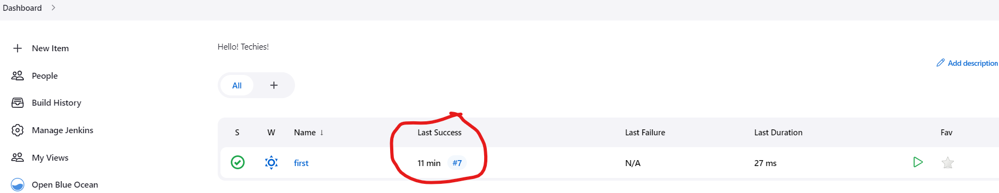 Dashboard
New Item
People
Build History
Manage Jenkins
My Views
Open Blue Ocean
Hello! Techies!
Add description
All
S W Name ↓ Last Success Last Failure Last Duration Fav
first 11 min #7 N/A 27 ms